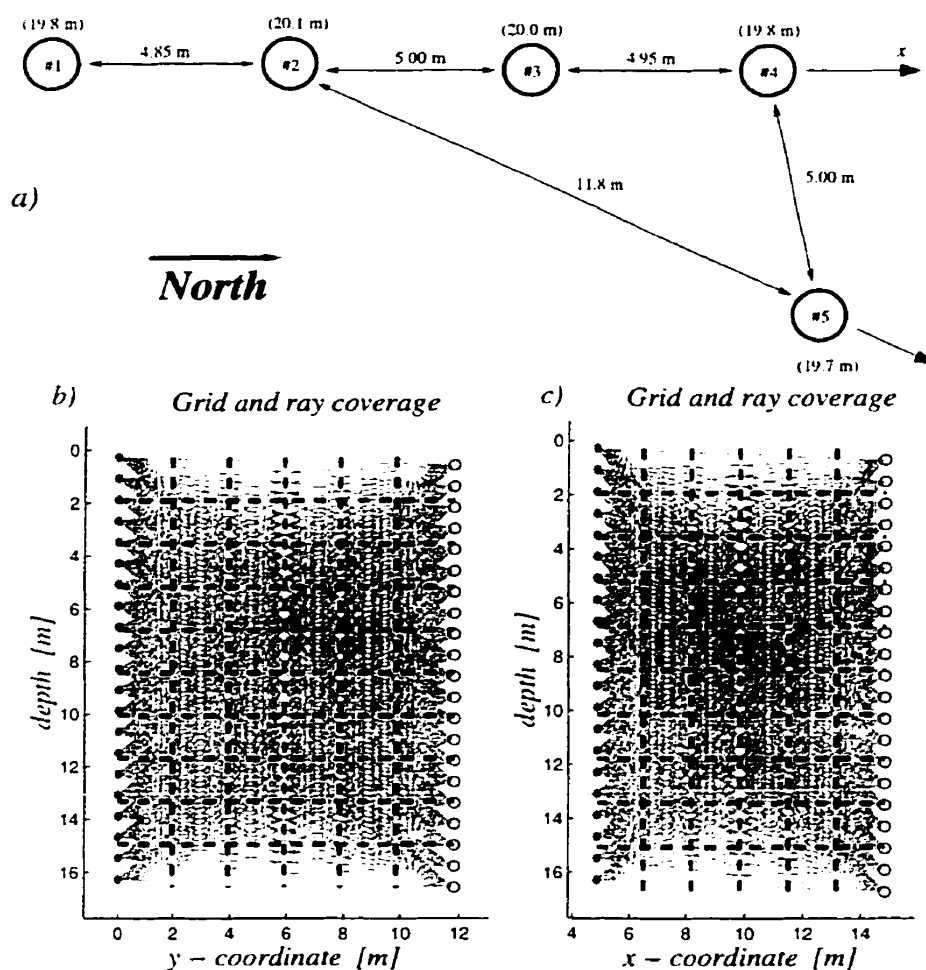 (19.8 m) (20.1 m) (20.0 m) (19.8 m)
#1 4.85 m #2 5.00 m #3 4.95 m #4 x
11.8 m 5.00 m
a)
North
#5
(19.7 m)
b) Grid and ray coverage
0
2
4
6
8
10
12
14
16
depth [m]
0 2 4 6 8 10 12
y - coordinate [m]
c) Grid and ray coverage
0
2
4
6
8
10
12
14
16
depth [m]
4 6 8 10 12 14
x - coordinate [m]